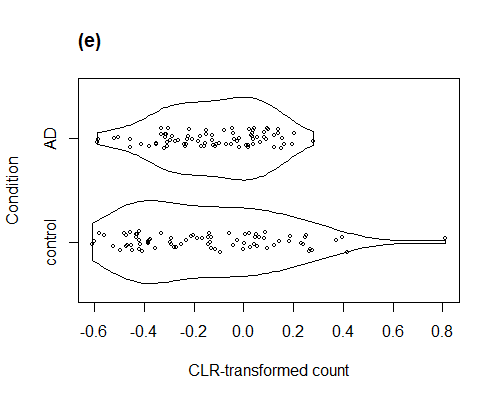 (e)
AD
control
Condition
-0.6 -0.4 -0.2 0.0 0.2 0.4 0.6 0.8
CLR-transformed count